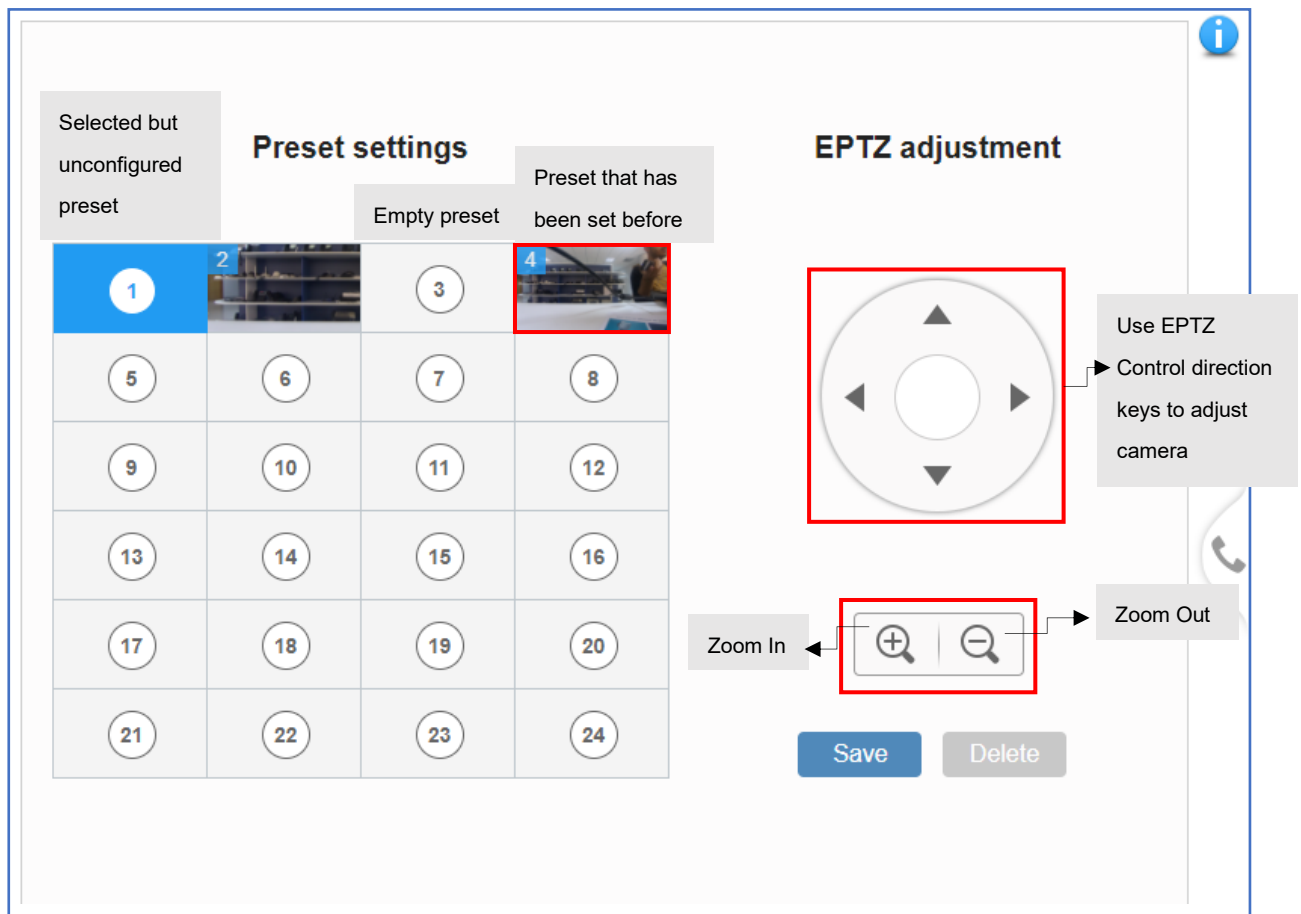 i
Selected but
unconfigured
preset
Preset settings
Empty preset
Preset that has
been set before
EPTZ adjustment
1
2
3
4
5
6
7
8
9
10
11
12
13
14
15
16
17
18
19
20
21
22
23
24
Use EPTZ
Control direction
keys to adjust
camera
Zoom In
Zoom Out
Save
Delete